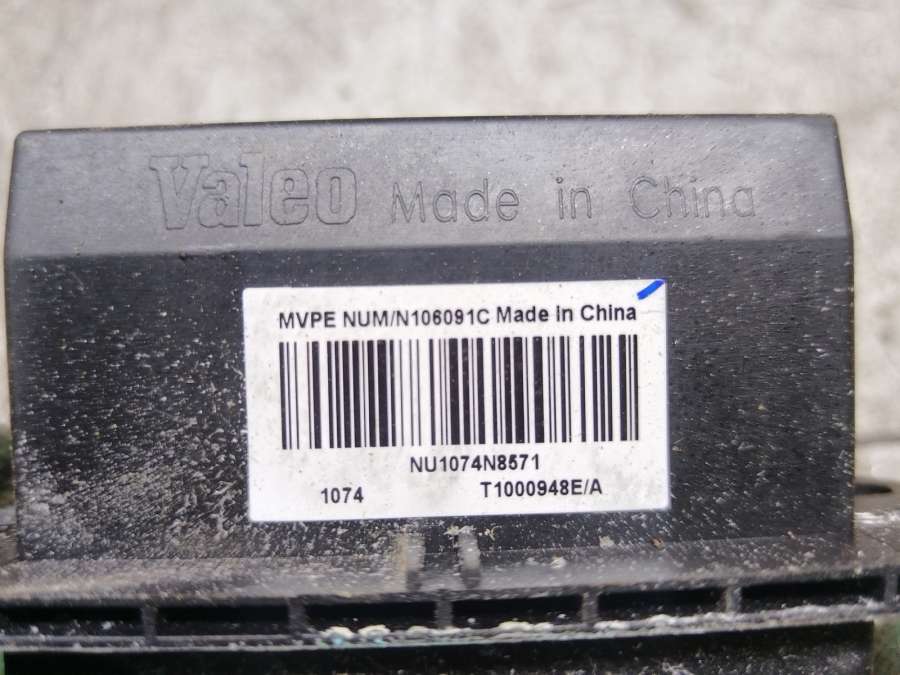 Valeo Made in China
MVPE NUM/N106091C Made In China
NU1074N8571
1074 T1000948E/A